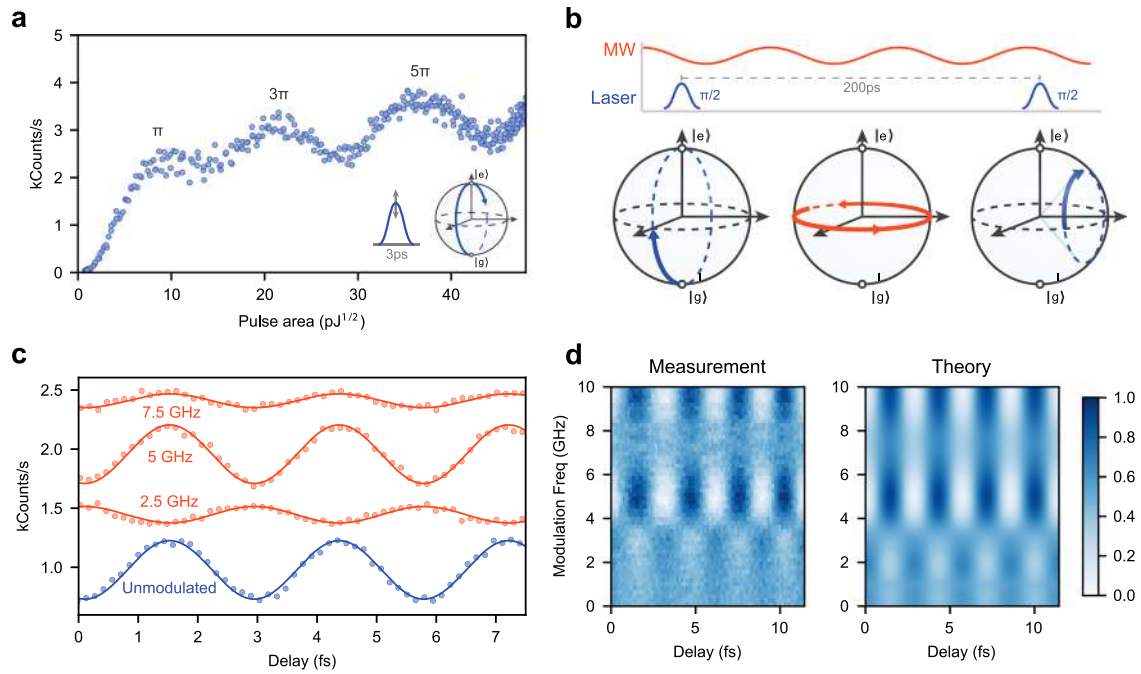 a
5
4
3
2
1
0
kCounts/s
π
3π
5π
|e⟩
|g⟩
3ps
0
10
20
30
40
Pulse area (pJ1/2)
b
MW
Laser
π/2
200ps
π/2
|e⟩
|e⟩
|e⟩
|g⟩
|g⟩
|g⟩
c
2.5
2.0
1.5
1.0
kCounts/s
7.5 GHz
5 GHz
2.5 GHz
Unmodulated
0
1
2
3
4
5
6
7
Delay (fs)
d
Measurement
Theory
10
8
6
4
2
0
Modulation Freq (GHz)
0
5
10
Delay (fs)
10
8
6
4
2
0
0
5
10
Delay (fs)
1.0
0.8
0.6
0.4
0.2
0.0